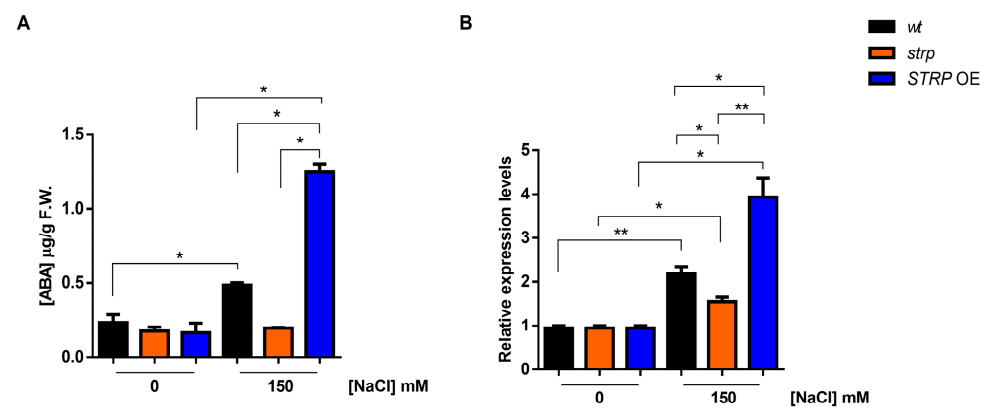 A
B
wt
strp
STRP OE
*
*
*
*
[ABA] µg/g F.W.
1.5
1.0
0.5
0.0
0
150
[NaCl] mM
*
**
*
*
*
**
Relative expression levels
5
4
3
2
1
0
0
150
[NaCl] mM